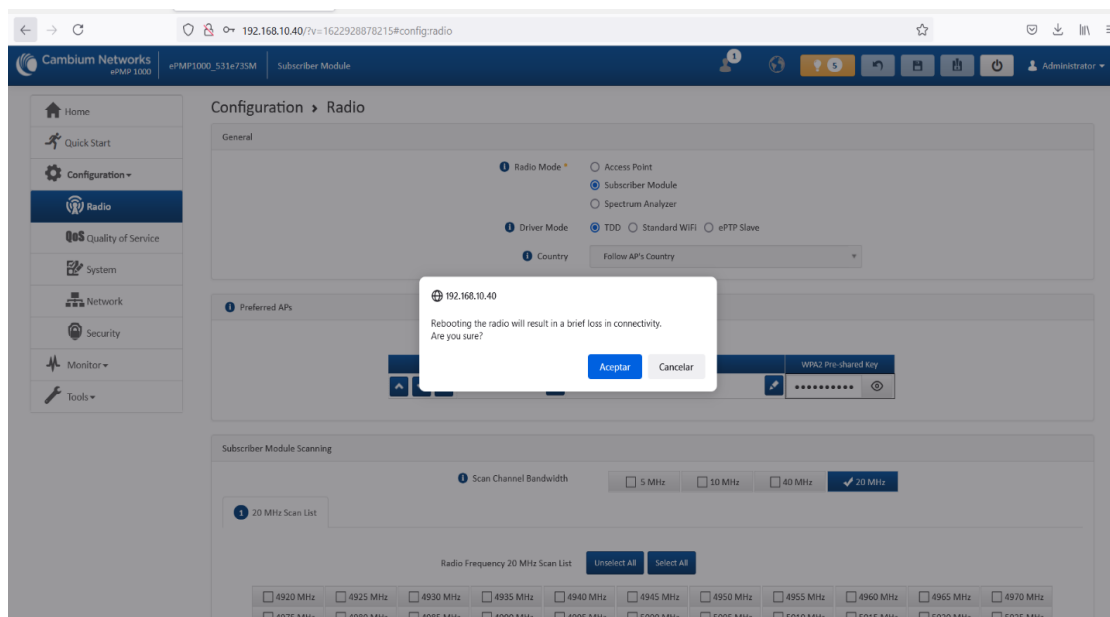 192.168.10.40/?v=1622928878215#config:radio
Cambium Networks
ePMP 1000
ePMP1000_531e73SM
Subscriber Module
1
5
Administrator
Home
Quick Start
Configuration
Radio
QoS Quality of Service
System
Network
Security
Monitor
Tools
Configuration > Radio
General
Radio Mode *
Access Point
Subscriber Module
Spectrum Analyzer
Driver Mode
TDD Standard WiFi ePTP Slave
Country
Follow AP's Country
Preferred APs
192.168.10.40
Rebooting the radio will result in a brief loss in connectivity.
Are you sure?
Aceptar Cancelar
WPA2 Pre-shared Key
Subscriber Module Scanning
Scan Channel Bandwidth
5 MHz 10 MHz 40 MHz 20 MHz
1 20 MHz Scan List
Radio Frequency 20 MHz Scan List
Unselect All Select All
4920 MHz 4925 MHz 4930 MHz 4935 MHz 4940 MHz 4945 MHz 4950 MHz 4955 MHz 4960 MHz 4965 MHz 4970 MHz